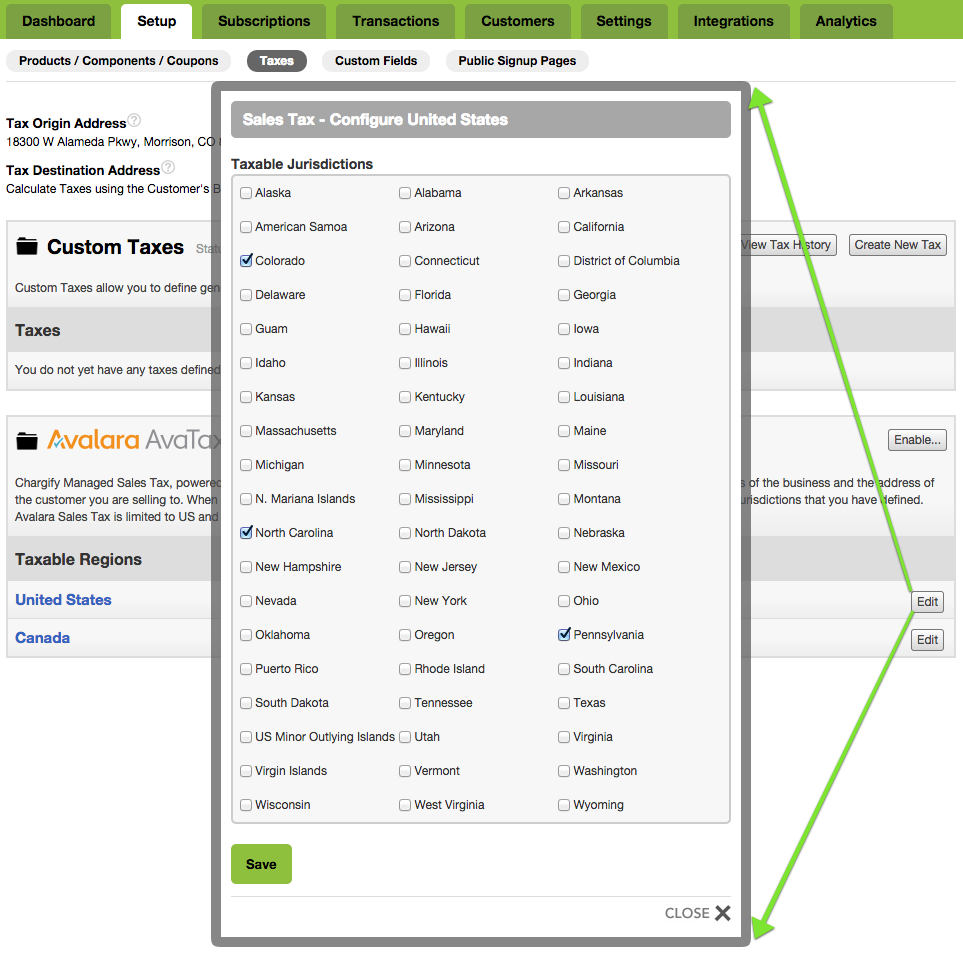 Dashboard Setup Subscriptions Transactions Customers Settings Integrations Analytics
Products / Components / Coupons Taxes Custom Fields Public Signup Pages
Tax Origin Address ?
18300 W Alameda Pkwy, Morrison, CO
Tax Destination Address ?
Calculate Taxes using the Customer's B
Custom Taxes
View Tax History Create New Tax
Custom Taxes allow you to define gen
Taxes
You do not yet have any taxes defined
Avalara AvaTax
Enable...
Chargify Managed Sales Tax, powered
s of the business and the address of
the customer you are selling to. When
urisdictions that you have defined.
Avalara Sales Tax is limited to US and
Taxable Regions
United States Edit
Canada Edit
Sales Tax - Configure United States
Taxable Jurisdictions
Alaska Alabama Arkansas
American Samoa Arizona California
Colorado Connecticut District of Columbia
Delaware Florida Georgia
Guam Hawaii Iowa
Idaho Illinois Indiana
Kansas Kentucky Louisiana
Massachusetts Maryland Maine
Michigan Minnesota Missouri
N. Mariana Islands Mississippi Montana
North Carolina North Dakota Nebraska
New Hampshire New Jersey New Mexico
Nevada New York Ohio
Oklahoma Oregon Pennsylvania
Puerto Rico Rhode Island South Carolina
South Dakota Tennessee Texas
US Minor Outlying Islands Utah Virginia
Virgin Islands Vermont Washington
Wisconsin West Virginia Wyoming
Save
CLOSE